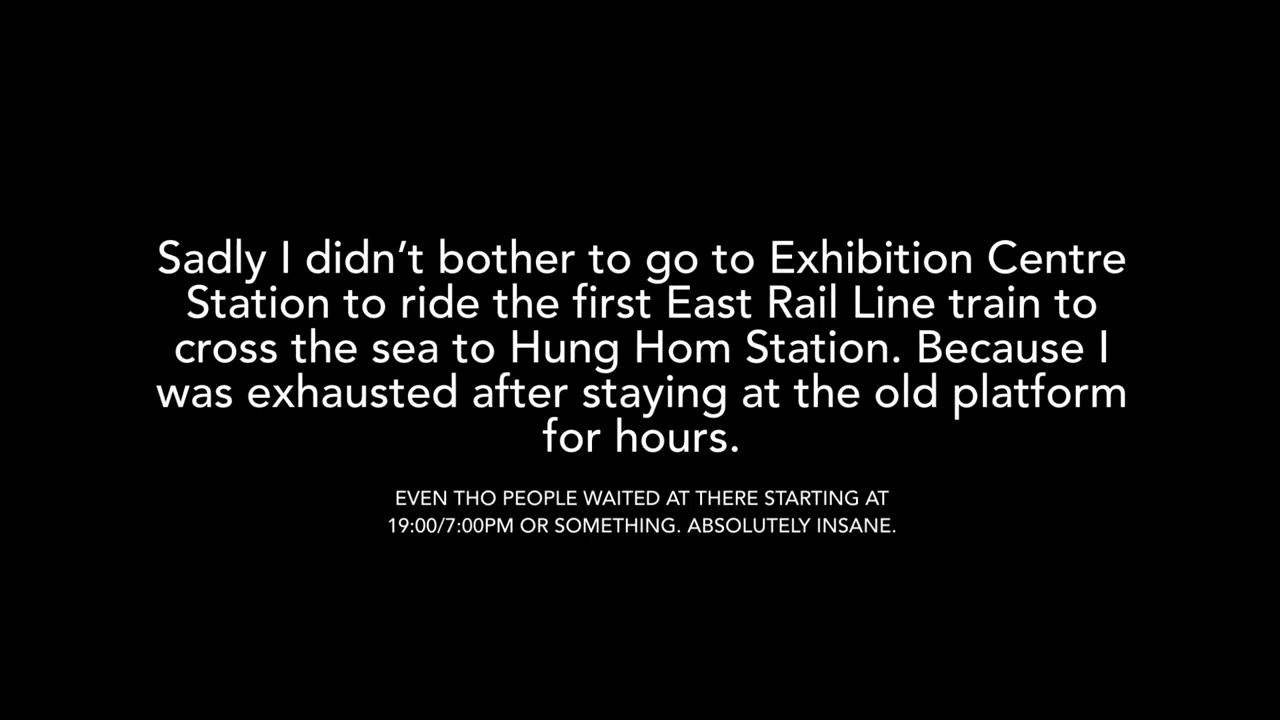 Sadly I didn’t bother to go to Exhibition Centre
Station to ride the first East Rail Line train to
cross the sea to Hung Hom Station. Because I
was exhausted after staying at the old platform
for hours.
EVEN THO PEOPLE WAITED AT THERE STARTING AT
19:00/7:00PM OR SOMETHING. ABSOLUTELY INSANE.